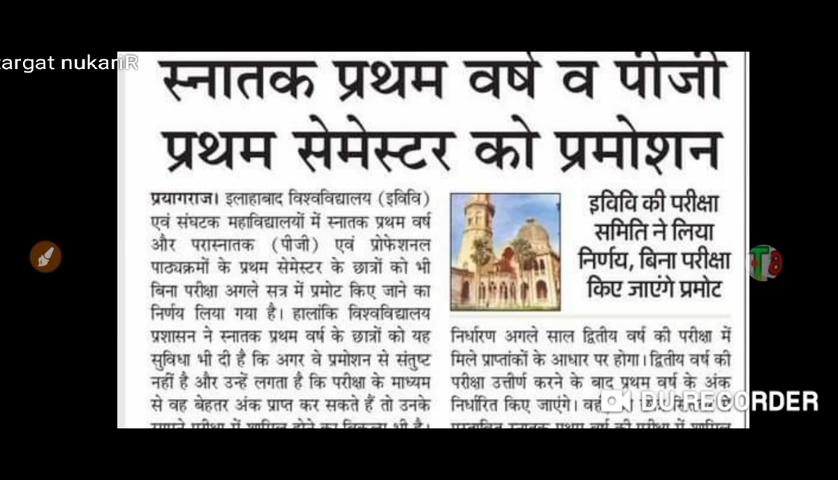 targat nukariR
स्नातक प्रथम वर्ष व पीजी
प्रथम सेमेस्टर को प्रमोशन
प्रयागराज। इलाहाबाद विश्वविद्यालय (इविवि)
एवं संघटक महाविद्यालयों में स्नातक प्रथम वर्ष
और परास्नातक (पीजी) एवं प्रोफेशनल
पाठ्यक्रमों के प्रथम सेमेस्टर के छात्रों को भी
बिना परीक्षा अगले सत्र में प्रमोट किए जाने का
निर्णय लिया गया है। हालांकि विश्वविद्यालय
प्रशासन ने स्नातक प्रथम वर्ष के छात्रों को यह
सुविधा भी दी है कि अगर वे प्रमोशन से संतुष्ट
नहीं है और उन्हें लगता है कि परीक्षा के माध्यम
से वह बेहतर अंक प्राप्त कर सकते हैं तो उनके
इविवि की परीक्षा
समिति ने लिया
निर्णय, बिना परीक्षा
किए जाएंगे प्रमोट
निर्धारण अगले साल द्वितीय वर्ष की परीक्षा में
मिले प्राप्तांकों के आधार पर होगा। द्वितीय वर्ष की
परीक्षा उत्तीर्ण करने के बाद प्रथम वर्ष के अंक
निर्धारित किए जाएंगे।
DU RECORDER